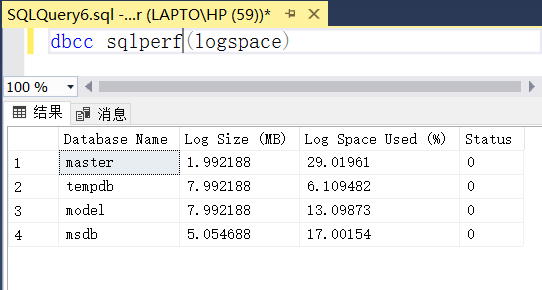 SQLQuery6.sql -...r (LAPTO\HP (59))*
dbcc sqlperf(logspace)
100 %
结果 消息
Database Name Log Size (MB) Log Space Used (%) Status
1 master 1.992188 29.01961 0
2 tempdb 7.992188 6.109482 0
3 model 7.992188 13.09873 0
4 msdb 5.054688 17.00154 0